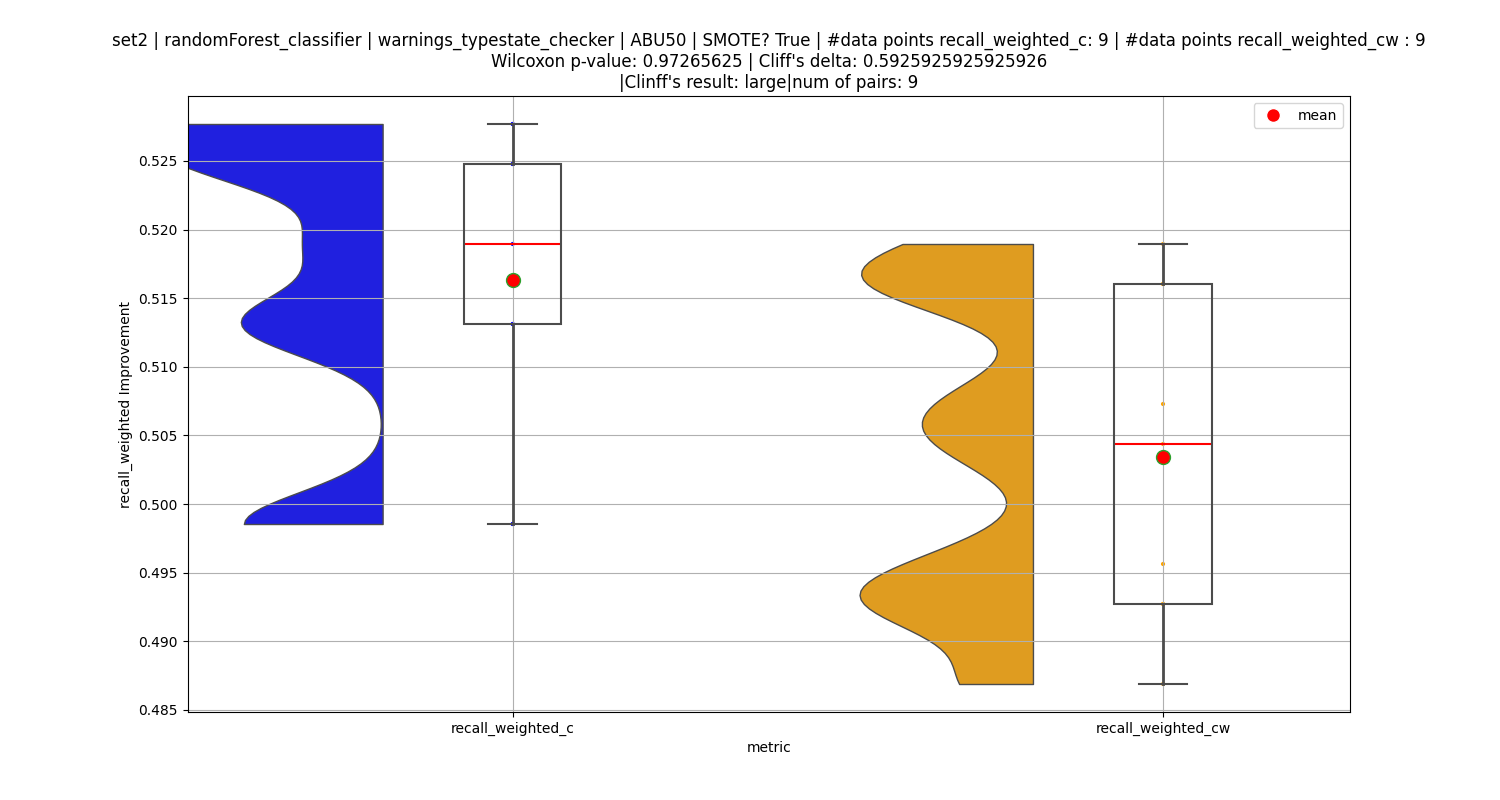 set2 | randomForest_classifier | warnings_typestate_checker | ABU50 | SMOTE? True | #data points recall_weighted_c: 9 | #data points recall_weighted_cw : 9
Wilcoxon p-value: 0.97265625 | Cliff's delta: 0.5925925925925926
|Clinff's result: large|num of pairs: 9
mean
recall_weighted Improvement
0.525
0.520
0.515
0.510
0.505
0.500
0.495
0.490
0.485
recall_weighted_c
recall_weighted_cw
metric